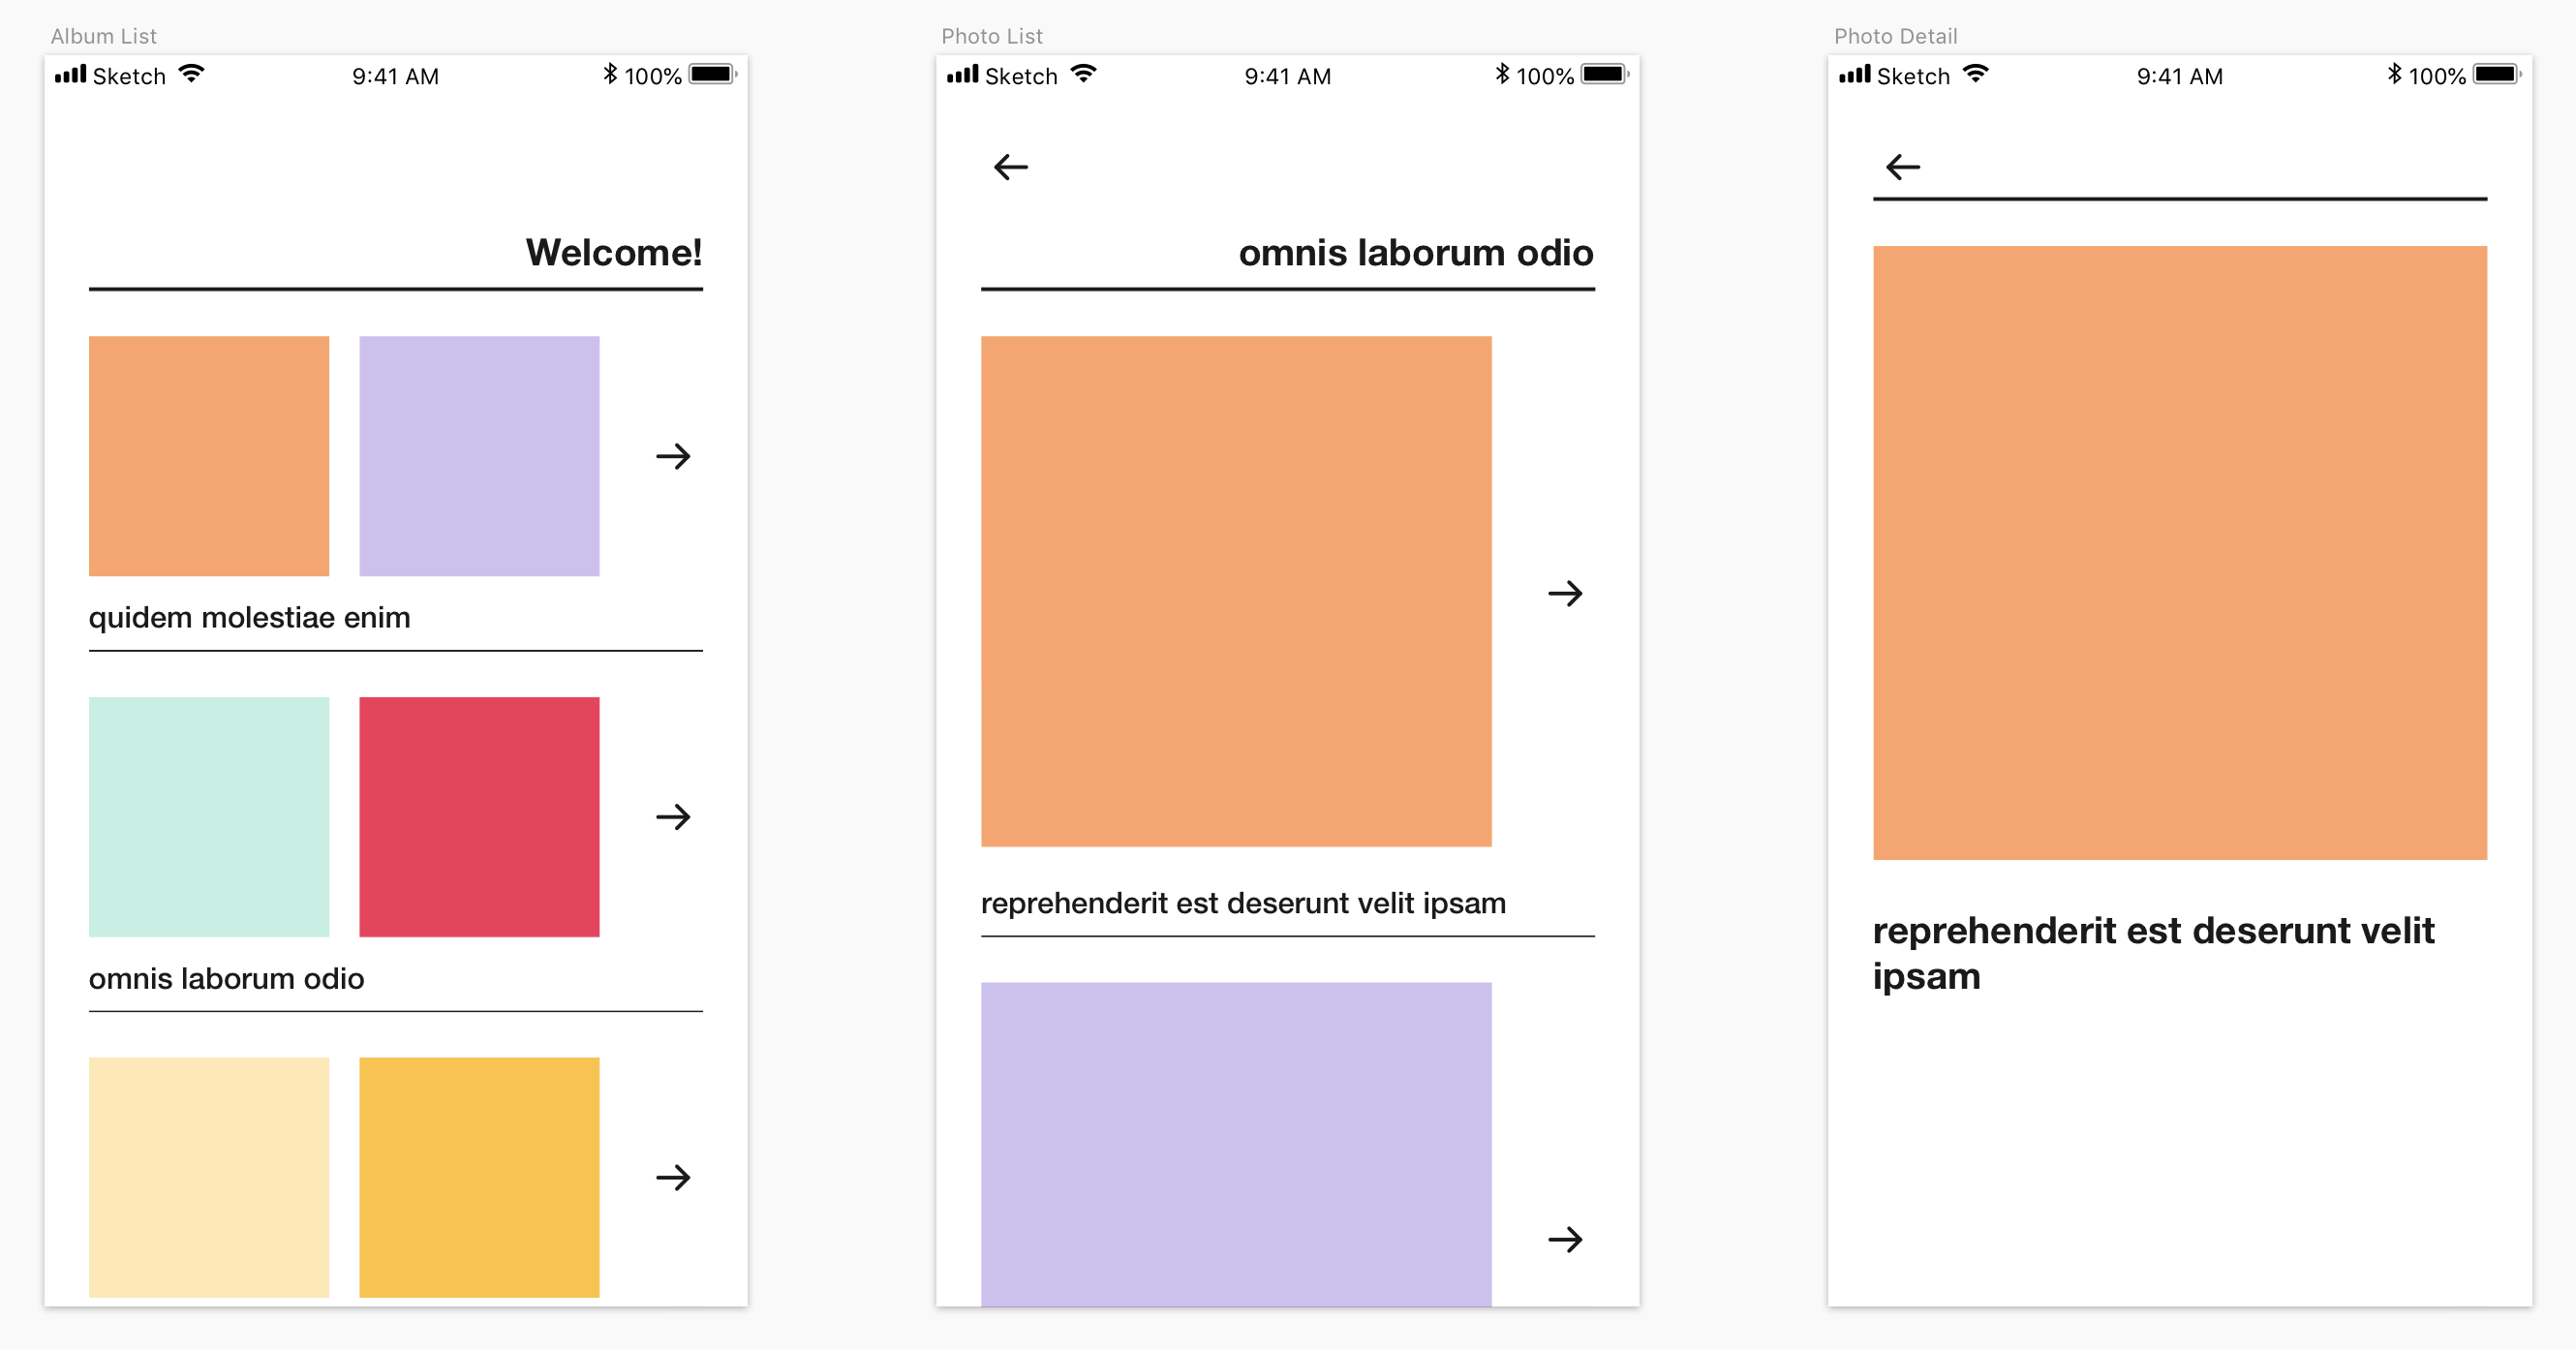 Album List
Sketch 9:41 AM 100%
Welcome!
quidem molestiae enim
omnis laborum odio
Photo List
Sketch 9:41 AM 100%
omnis laborum odio
reprehenderit est deserunt velit ipsam
Photo Detail
Sketch 9:41 AM 100%
reprehenderit est deserunt velit
ipsam